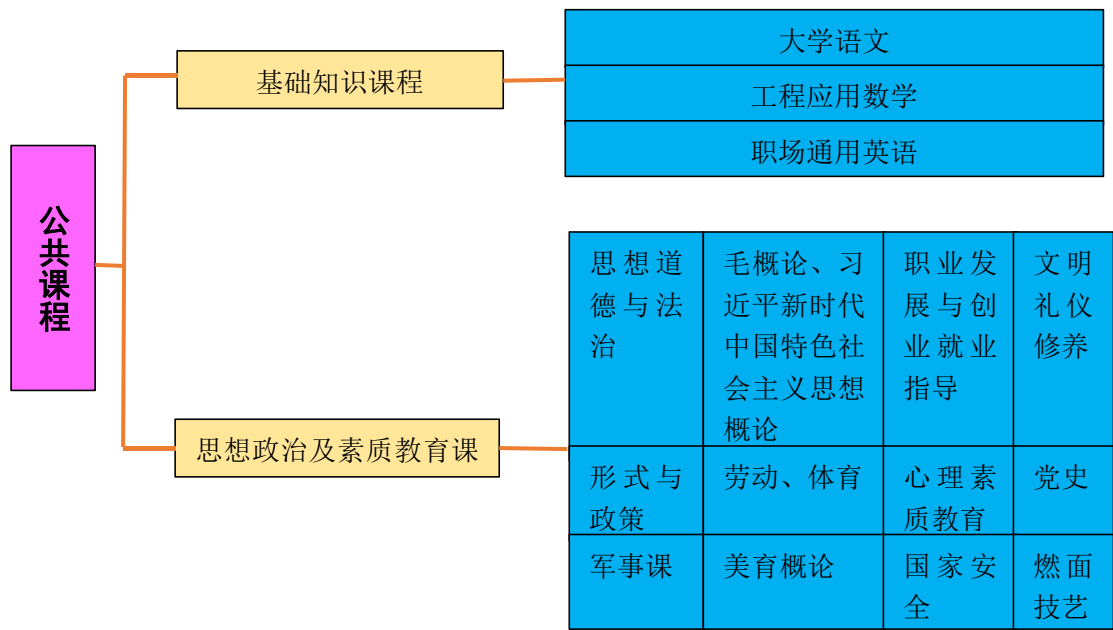 公共课程
基础知识课程
大学语文
工程应用数学
职场通用英语
思想政治及素质教育课
思想道
德与法
治
毛概论、习
近平新时代
中国特色社
会主义思想
概论
职业发
展与创
业就业
指导
文明
礼仪
修养
形式与
政策
劳动、体育
心理素
质教育
党史
军事课
美育概论
国家安
全
燃面
技艺